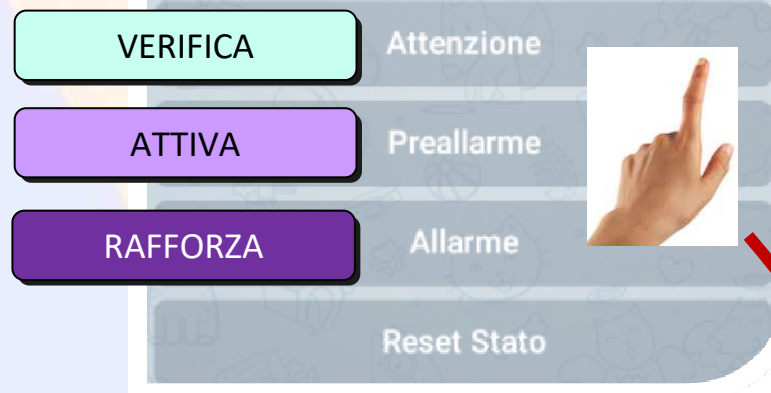 VERIFICA Attenzione
ATTIVA Preallarme
RAFFORZA Allarme
Reset Stato